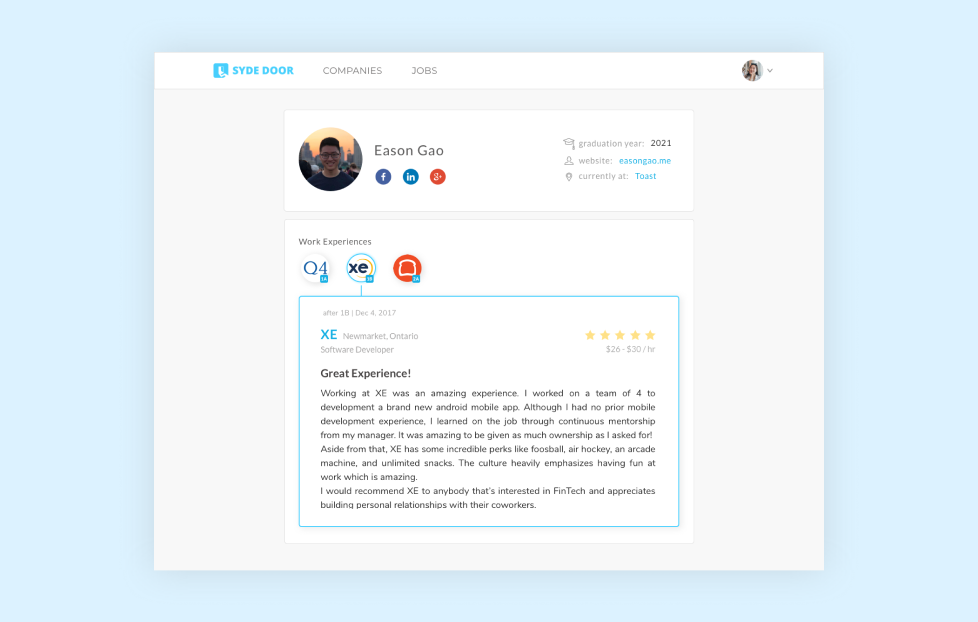 SYDE DOOR COMPANIES JOBS
Eason Gao
graduation year: 2021
website: easongao.me
currently at: Toast
Work Experiences
Q4 1A xe 1B 2A
after 1B | Dec 4, 2017
XE Newmarket, Ontario
Software Developer
$26 - $30 / hr
Great Experience!
Working at XE was an amazing experience. I worked on a team of 4 to
development a brand new android mobile app. Although I had no prior mobile
development experience, I learned on the job through continuous mentorship
from my manager. It was amazing to be given as much ownership as I asked for!
Aside from that, XE has some incredible perks like foosball, air hockey, an arcade
machine, and unlimited snacks. The culture heavily emphasizes having fun at
work which is amazing.
I would recommend XE to anybody that's interested in FinTech and appreciates
building personal relationships with their coworkers.